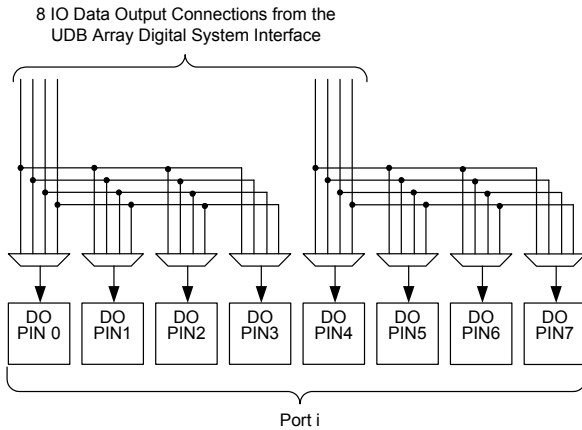 8 IO Data Output Connections from the
UDB Array Digital System Interface
DO
PIN 0
DO
PIN1
DO
PIN2
DO
PIN3
DO
PIN4
DO
PIN5
DO
PIN6
DO
PIN7
Port i